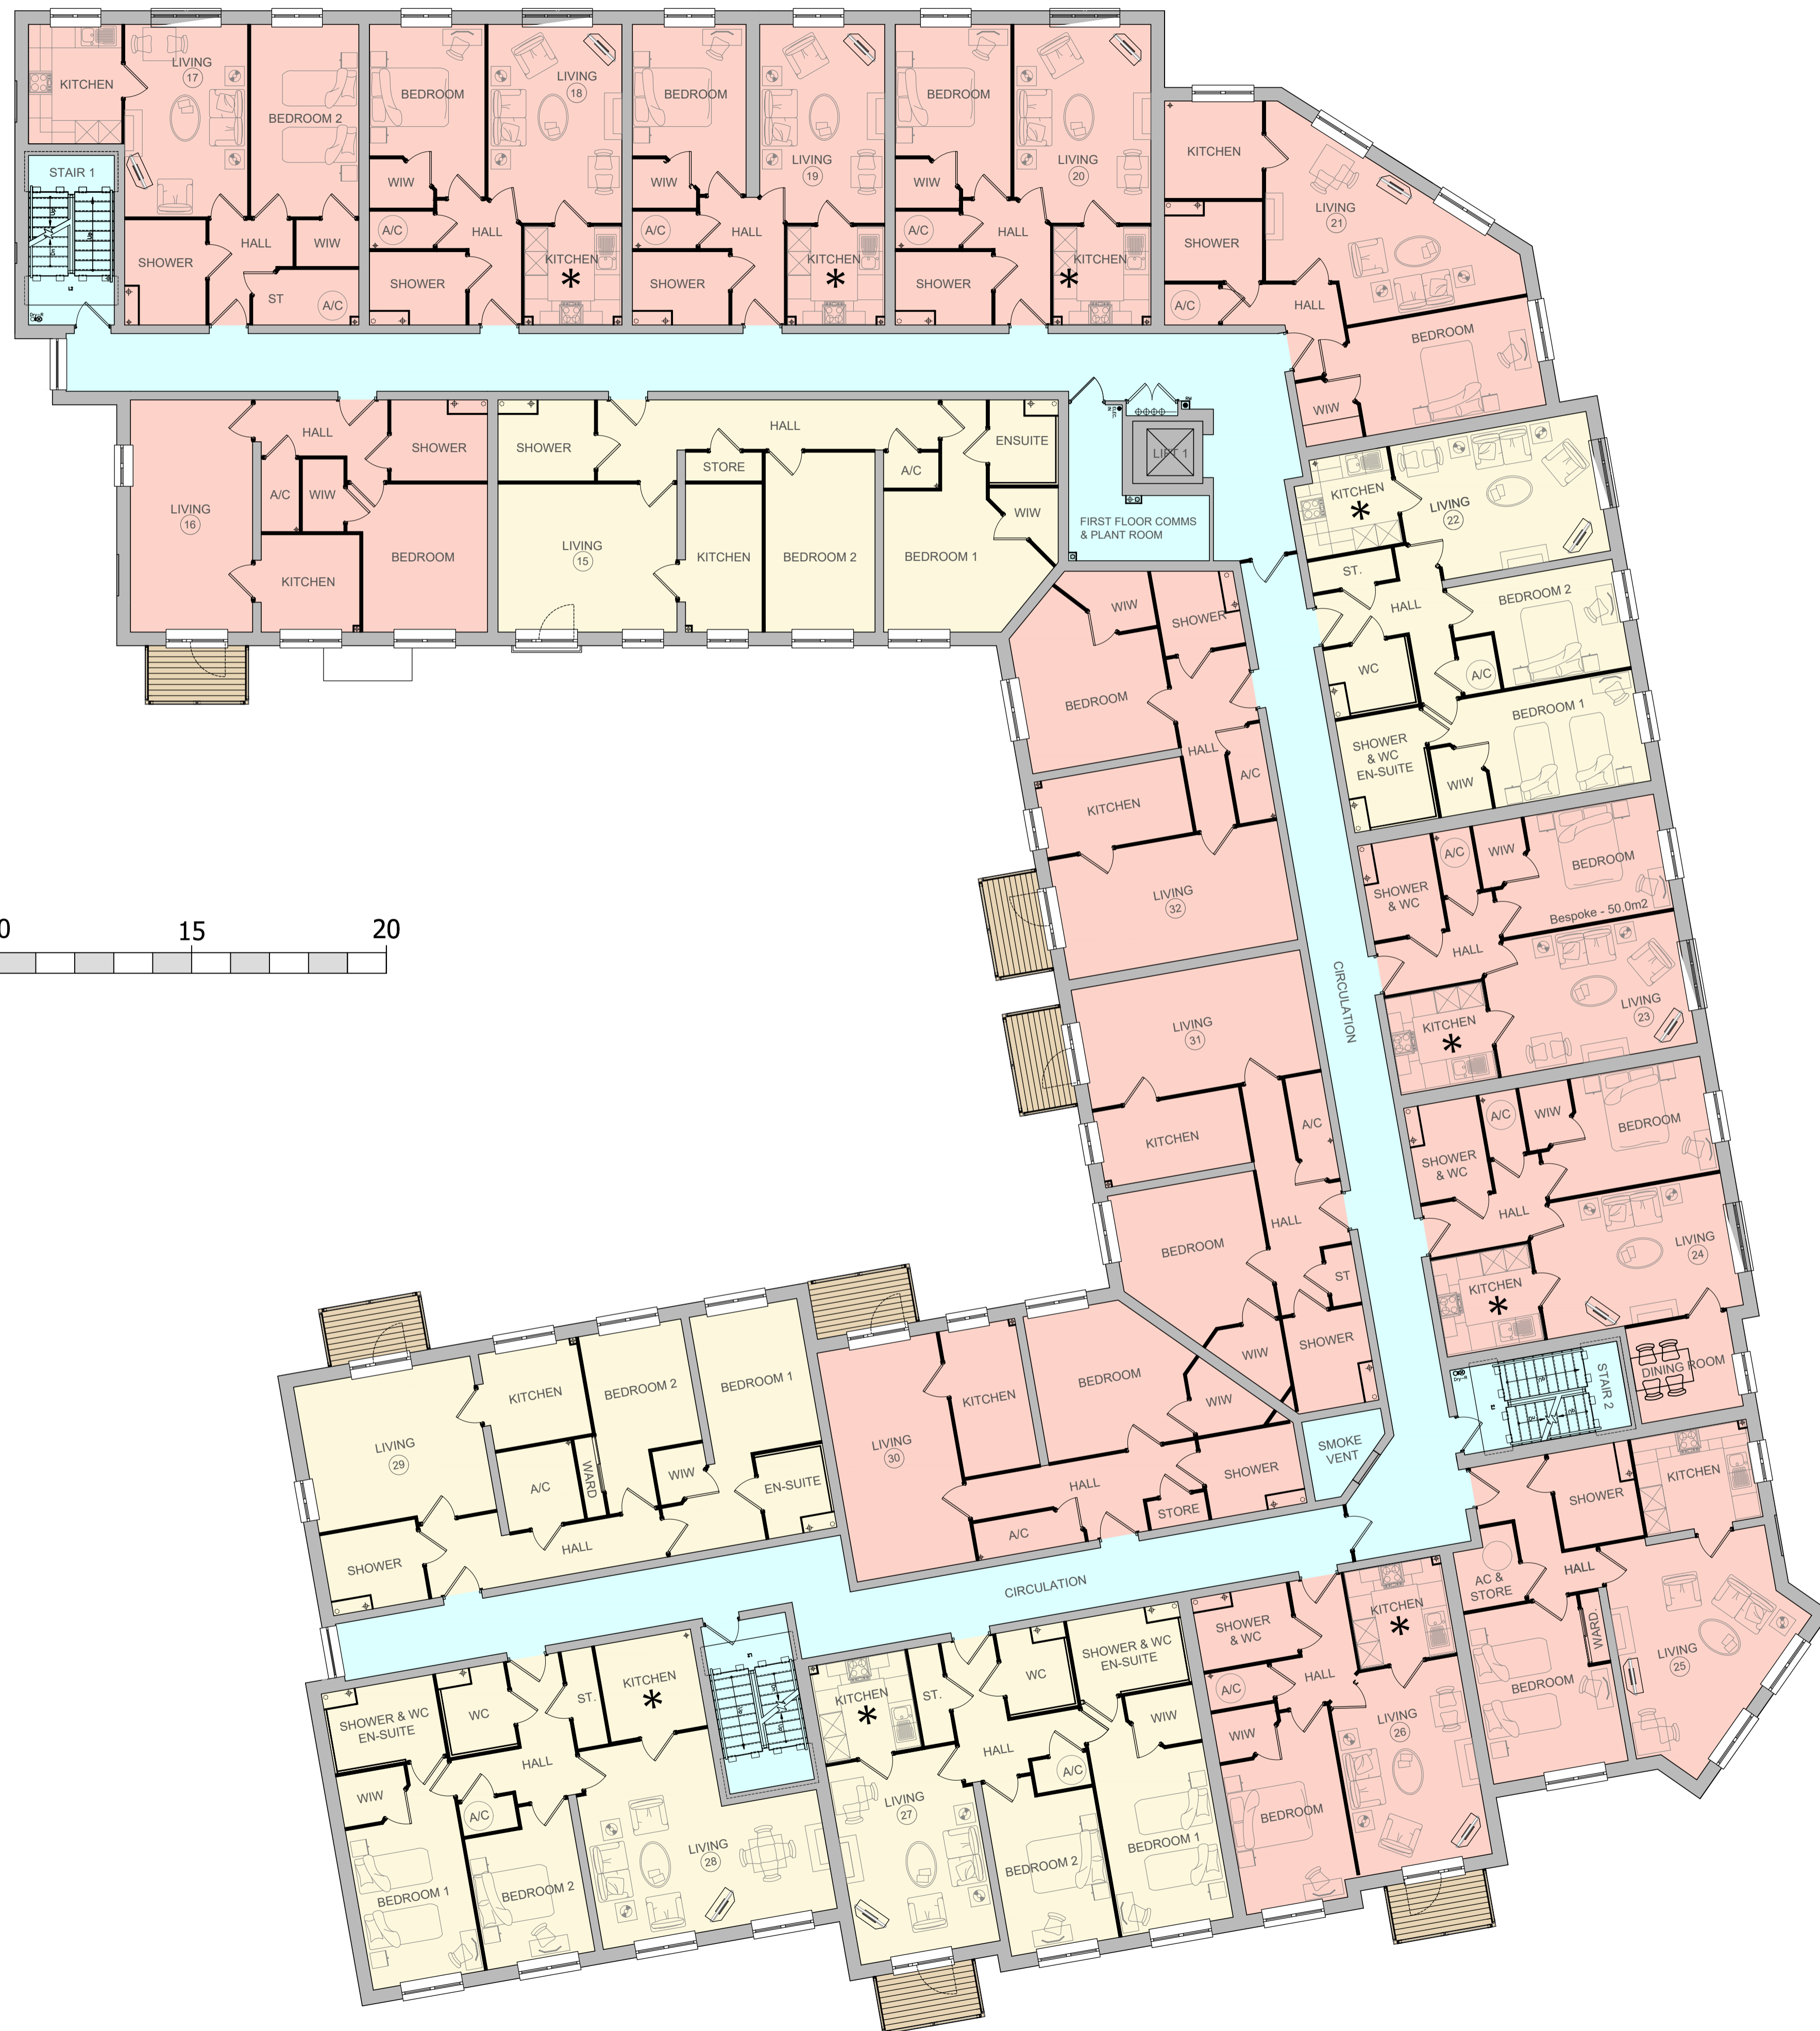 KITCHEN
LIVING
17
BEDROOM 2
STAIR 1
SHOWER
HALL
WIW
ST
A/C
BEDROOM
LIVING
18
WIW
A/C
HALL
SHOWER
KITCHEN
*
BEDROOM
LIVING
19
WIW
A/C
HALL
SHOWER
KITCHEN
*
BEDROOM
LIVING
20
WIW
A/C
HALL
SHOWER
KITCHEN
*
KITCHEN
LIVING
21
SHOWER
A/C
HALL
BEDROOM
WIW
HALL
SHOWER
A/C
WIW
LIVING
16
KITCHEN
BEDROOM
SHOWER
HALL
STORE
A/C
ENSUITE
WIW
LIVING
15
KITCHEN
BEDROOM 2
BEDROOM 1
LIFT 1
FIRST FLOOR COMMS
& PLANT ROOM
KITCHEN
*
LIVING
22
ST.
HALL
BEDROOM 2
WC
A/C
BEDROOM 1
SHOWER
& WC
EN-SUITE
WIW
WIW
SHOWER
BEDROOM
HALL
A/C
KITCHEN
LIVING
32
A/C
WIW
BEDROOM
SHOWER
& WC
Bespoke - 50.0m2
HALL
LIVING
23
KITCHEN
*
0
15
20
CIRCULATION
LIVING
31
KITCHEN
A/C
HALL
BEDROOM
ST
WIW
SHOWER
A/C
WIW
BEDROOM
SHOWER
& WC
HALL
LIVING
24
KITCHEN
*
DINING ROOM
STAIR 2
LIVING
29
KITCHEN
BEDROOM 2
BEDROOM 1
A/C
WARD
WIW
EN-SUITE
SHOWER
HALL
LIVING
30
KITCHEN
BEDROOM
WIW
SMOKE
VENT
HALL
SHOWER
STORE
A/C
CIRCULATION
SHOWER
KITCHEN
AC &
STORE
HALL
WARD.
BEDROOM
LIVING
25
SHOWER & WC
EN-SUITE
WC
ST.
KITCHEN
*
WIW
HALL
A/C
BEDROOM 1
BEDROOM 2
LIVING
28
KITCHEN
*
ST.
WC
SHOWER & WC
EN-SUITE
HALL
WIW
A/C
LIVING
27
BEDROOM 2
BEDROOM 1
SHOWER
& WC
KITCHEN
*
A/C
HALL
WIW
LIVING
26
BEDROOM